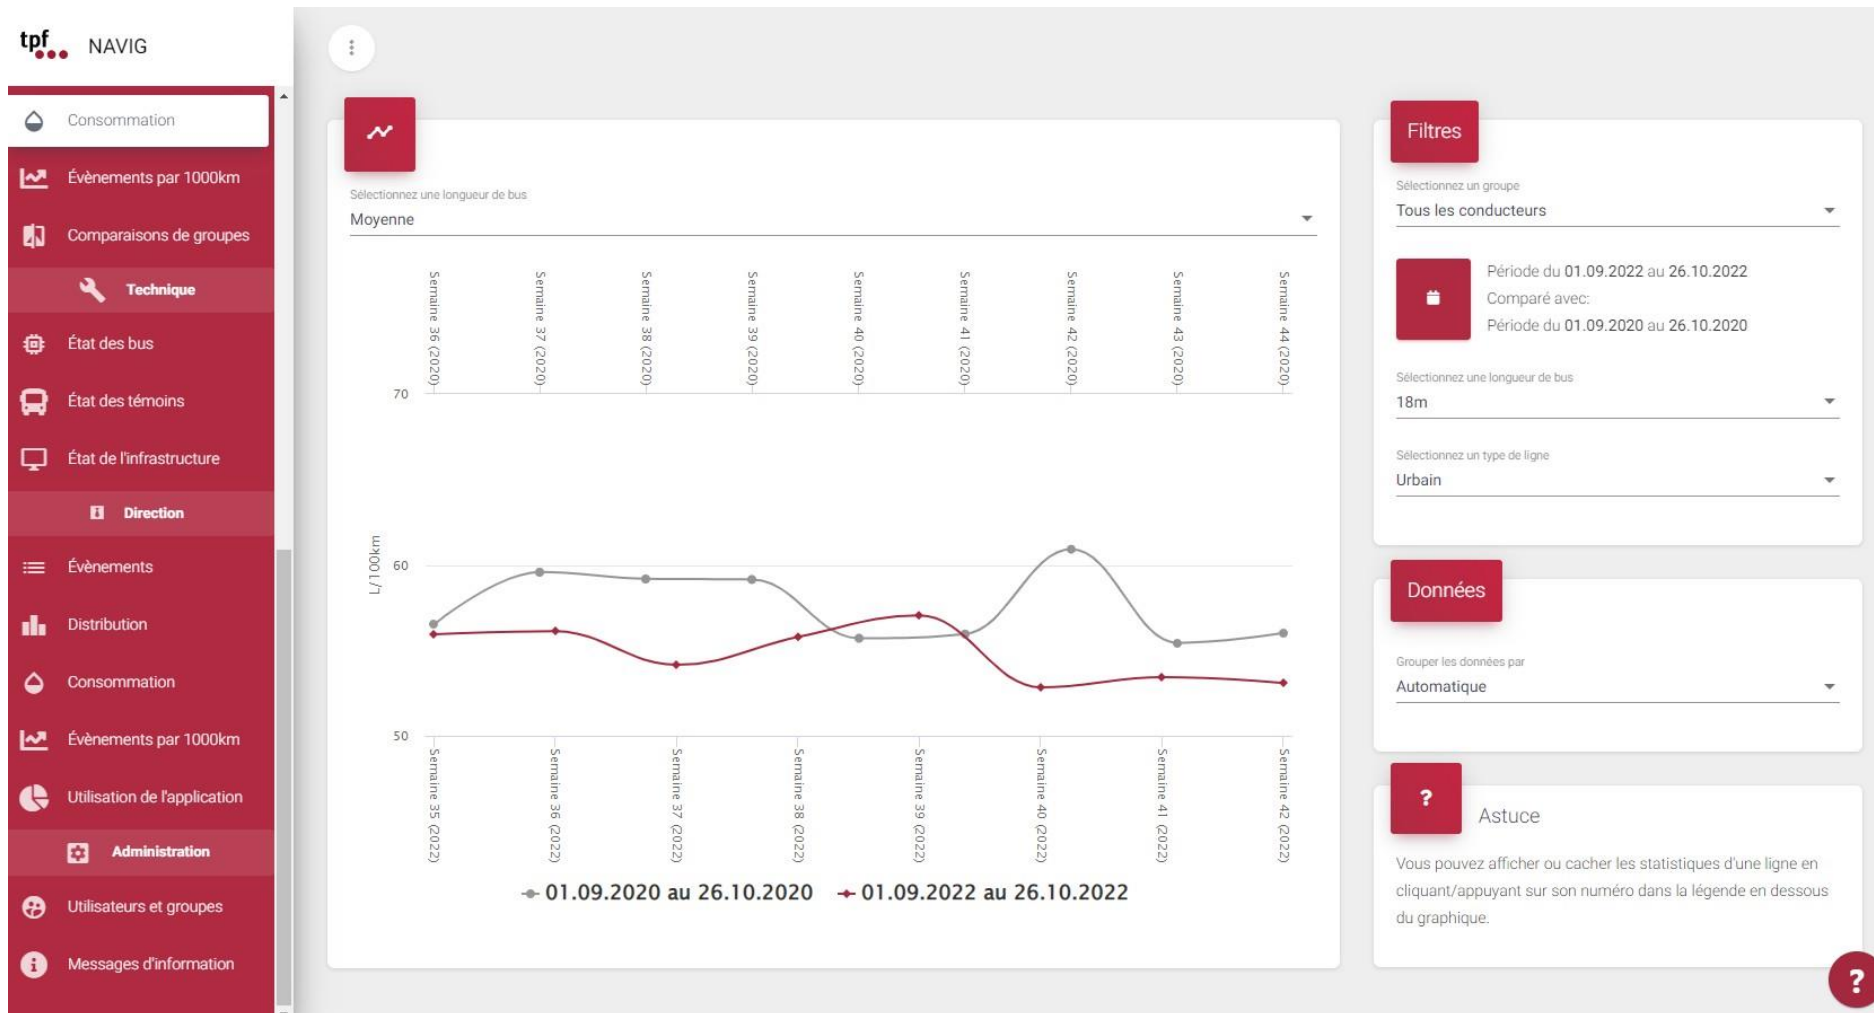 tpf
NAVIG
Consommation
Évènements par 1000km
Comparaisons de groupes
Technique
État des bus
État des témoins
État de l'infrastructure
Direction
Évènements
Distribution
Consommation
Évènements par 1000km
Utilisation de l'application
Administration
Utilisateurs et groupes
Messages d'information
Sélectionnez une longueur de bus
Moyenne
Semaine 36 (2020)
Semaine 37 (2020)
Semaine 38 (2020)
Semaine 39 (2020)
Semaine 40 (2020)
Semaine 41 (2020)
Semaine 42 (2020)
Semaine 43 (2020)
Semaine 44 (2020)
70
60
50
L/100km
Semaine 35 (2022)
Semaine 36 (2022)
Semaine 37 (2022)
Semaine 38 (2022)
Semaine 39 (2022)
Semaine 40 (2022)
Semaine 41 (2022)
Semaine 42 (2022)
01.09.2020 au 26.10.2020
01.09.2022 au 26.10.2022
Filtres
Sélectionnez un groupe
Tous les conducteurs
Période du 01.09.2022 au 26.10.2022
Comparé avec:
Période du 01.09.2020 au 26.10.2020
Sélectionnez une longueur de bus
18m
Sélectionnez un type de ligne
Urbain
Données
Grouper les données par
Automatique
?
Astuce
Vous pouvez afficher ou cacher les statistiques d'une ligne en
cliquant/appuyant sur son numéro dans la légende en dessous
du graphique.
?